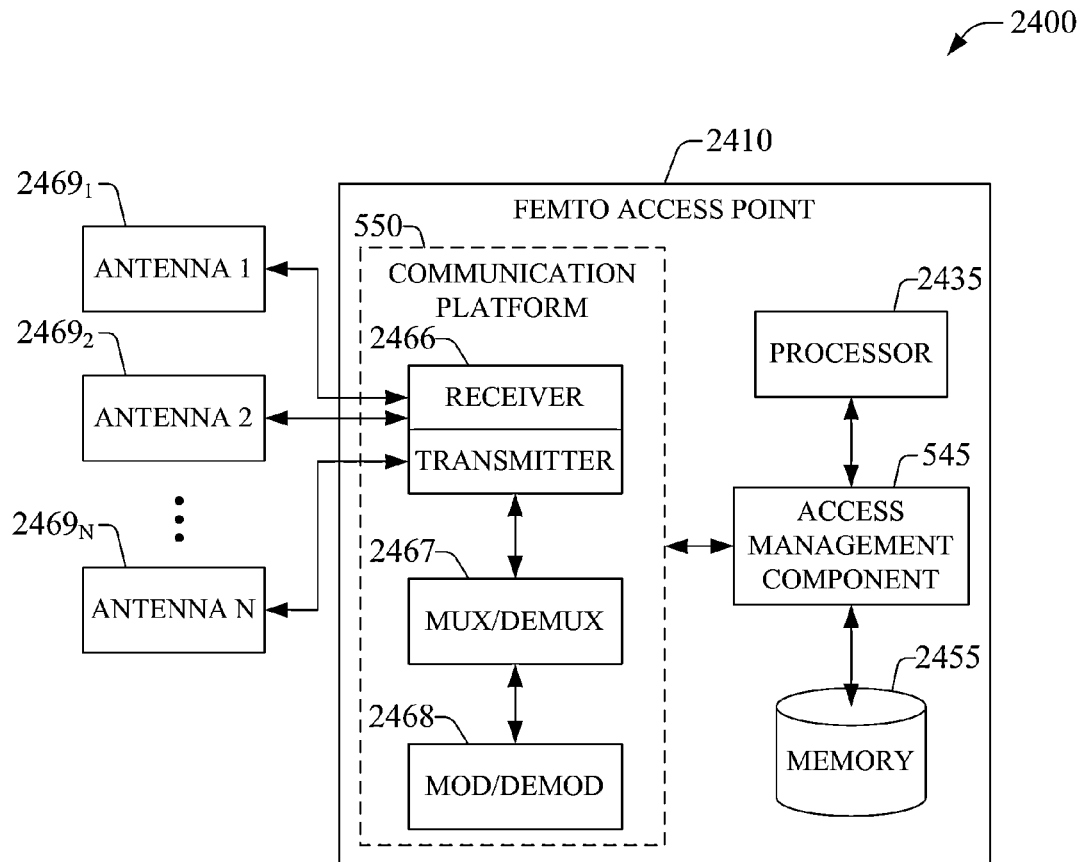 2400
2410
FEMTO ACCESS POINT
2469₁
ANTENNA 1
2469₂
ANTENNA 2
2469N
ANTENNA N
550
COMMUNICATION
PLATFORM
2466
RECEIVER
TRANSMITTER
2467
MUX/DEMUX
2468
MOD/DEMOD
2435
PROCESSOR
545
ACCESS
MANAGEMENT
COMPONENT
2455
MEMORY